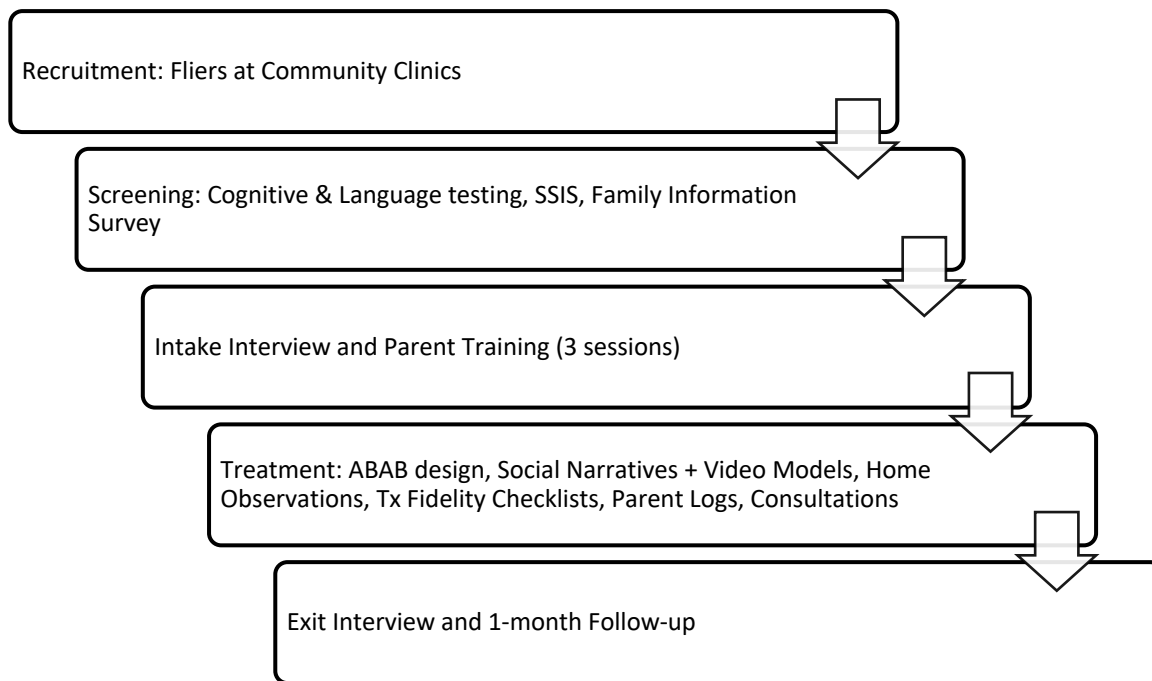 Recruitment: Fliers at Community Clinics
Screening: Cognitive & Language testing, SSIS, Family Information
Survey
Intake Interview and Parent Training (3 sessions)
Treatment: ABAB design, Social Narratives + Video Models, Home
Observations, Tx Fidelity Checklists, Parent Logs, Consultations
Exit Interview and 1-month Follow-up